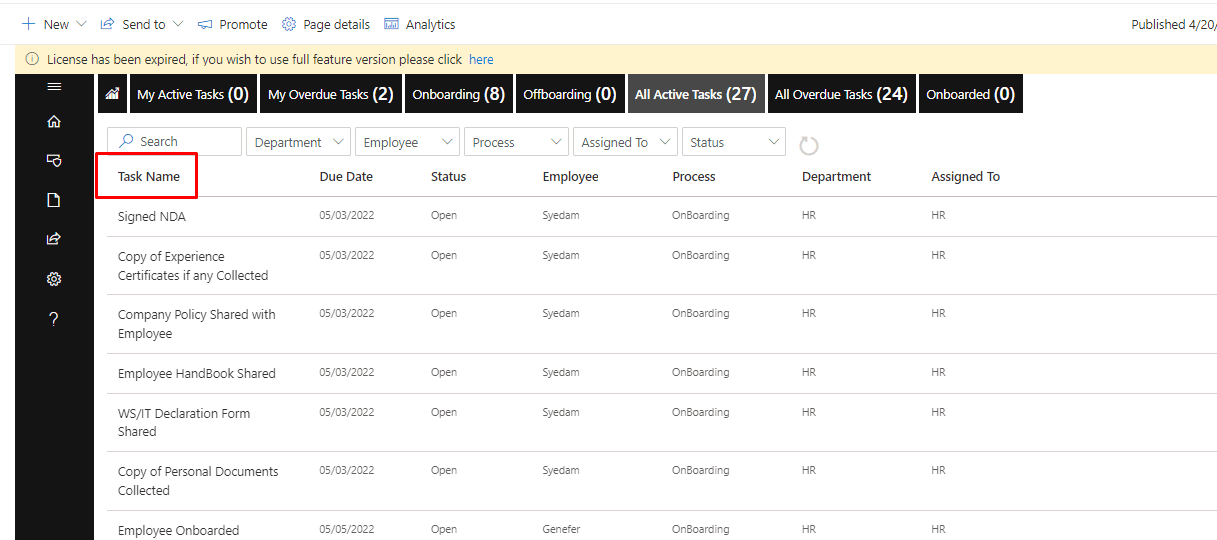 New Send to Promote Page details Analytics Published 4/20/
License has been expired, if you wish to use full feature version please click here
My Active Tasks (0) My Overdue Tasks (2) Onboarding (8) Offboarding (0) All Active Tasks (27) All Overdue Tasks (24) Onboarded (0)
Search Department Employee Process Assigned To Status
Task Name Due Date Status Employee Process Department Assigned To
Signed NDA 05/03/2022 Open Syedam OnBoarding HR HR
Copy of Experience 05/03/2022 Open Syedam OnBoarding HR HR
Certificates if any Collected
Company Policy Shared with 05/03/2022 Open Syedam OnBoarding HR HR
Employee
Employee HandBook Shared 05/03/2022 Open Syedam OnBoarding HR HR
WS/IT Declaration Form 05/03/2022 Open Syedam OnBoarding HR HR
Shared
Copy of Personal Documents 05/03/2022 Open Syedam OnBoarding HR HR
Collected
Employee Onboarded 05/05/2022 Open Genefer OnBoarding HR HR